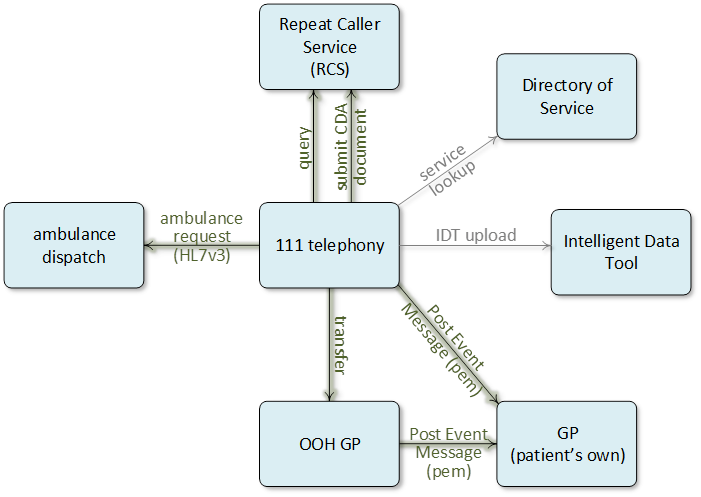 Repeat Caller
Service
(RCS)
Directory of
Service
query
submit CDA
document
service
lookup
ambulance
dispatch
ambulance
request
(HL7v3)
111 telephony
IDT upload
Intelligent Data
Tool
transfer
Post Event
Message (pem)
OOH GP
Post Event
Message
(pem)
GP
(patient's own)